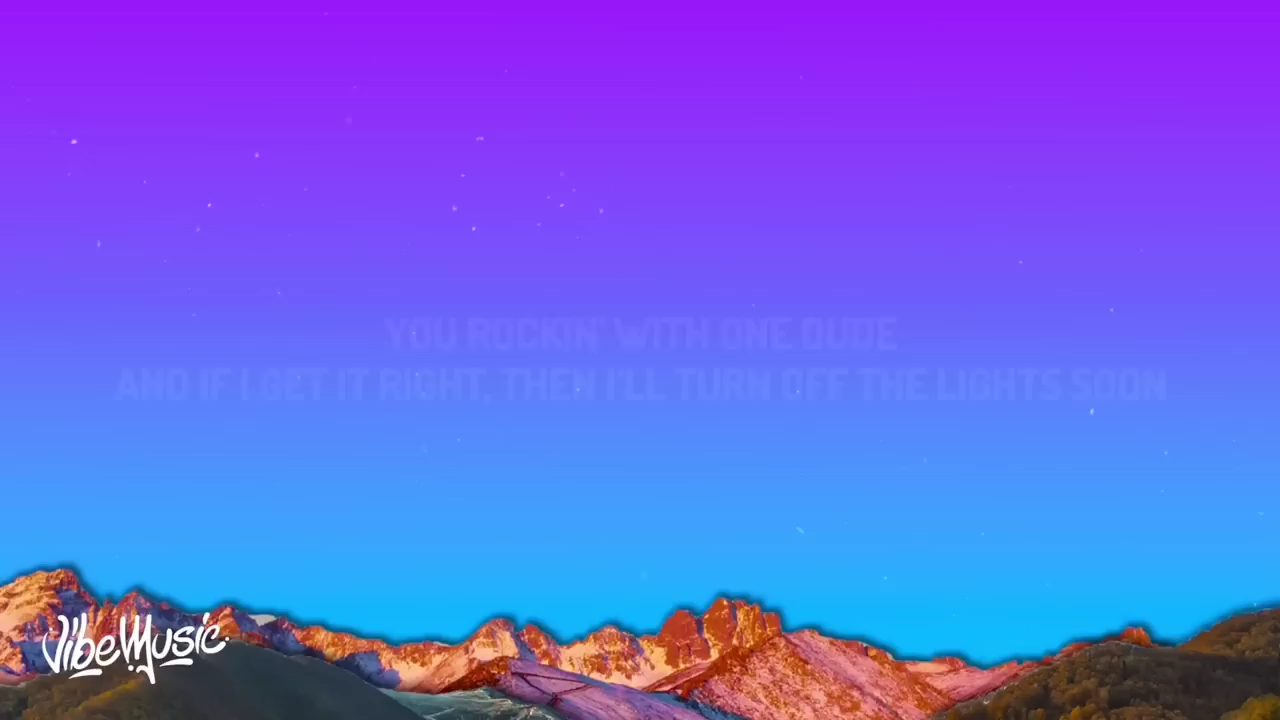 YOU ROCKIN' WITH ONE DUDE
AND IF I GET IT RIGHT, THEN I'LL TURN OFF THE LIGHTS SOON
VibeMusic